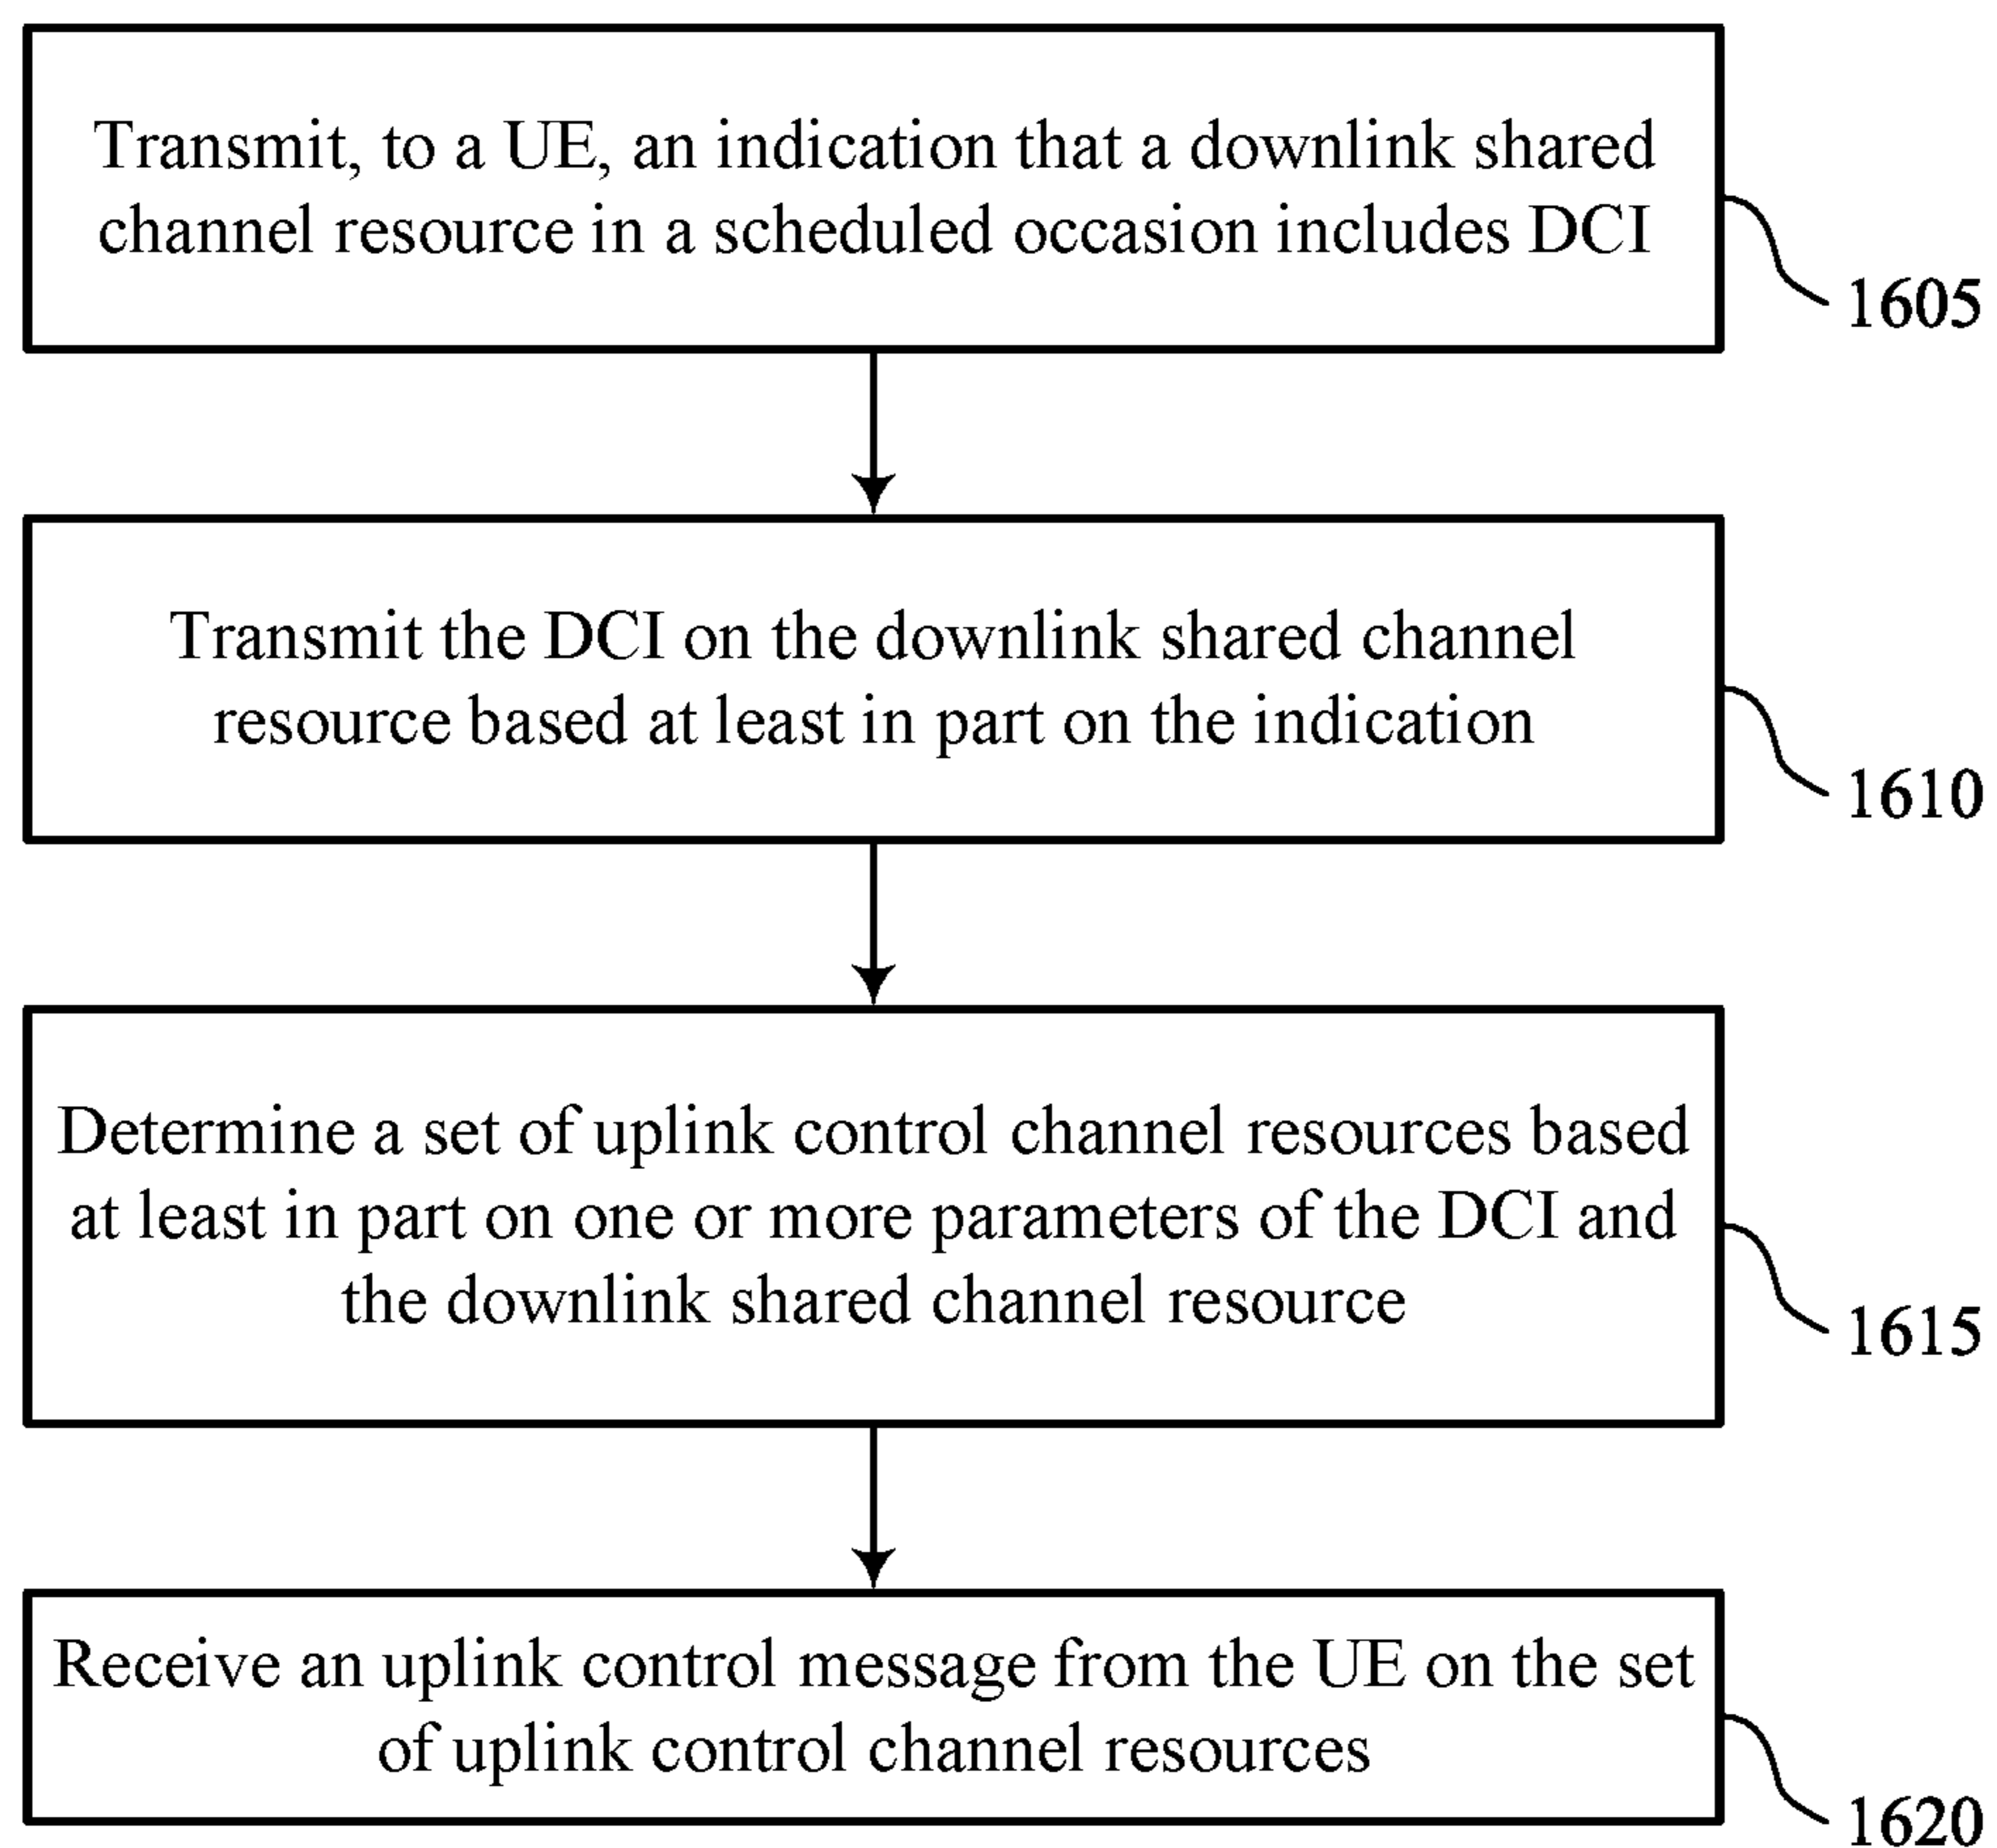 Transmit, to a UE, an indication that a downlink shared
channel resource in a scheduled occasion includes DCI
1605
Transmit the DCI on the downlink shared channel
resource based at least in part on the indication
1610
Determine a set of uplink control channel resources based
at least in part on one or more parameters of the DCI and
the downlink shared channel resource
1615
Receive an uplink control message from the UE on the set
of uplink control channel resources
1620